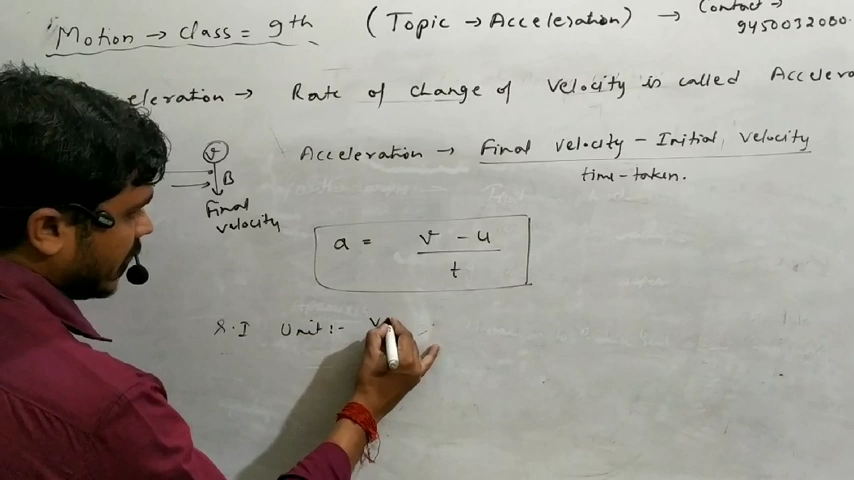 Motion → Class = 9th (Topic → Acceleration) → Contact →
9450032080
eleration → Rate of change of Velocity is called Accelera
Acceleration → Final Velocity - Initial Velocity
time-taken.
v
B
Final
velocity
a = v - u
t
S.I Unit :-